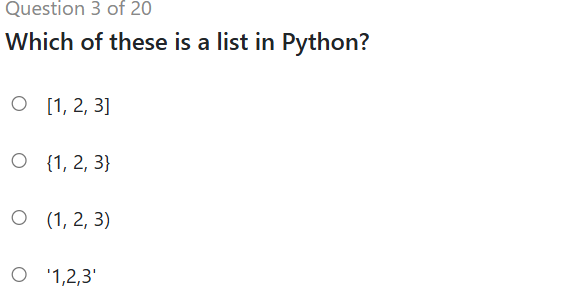 Question 3 of 20
Which of these is a list in Python?
[1, 2, 3]
{1, 2, 3}
(1, 2, 3)
'1,2,3'